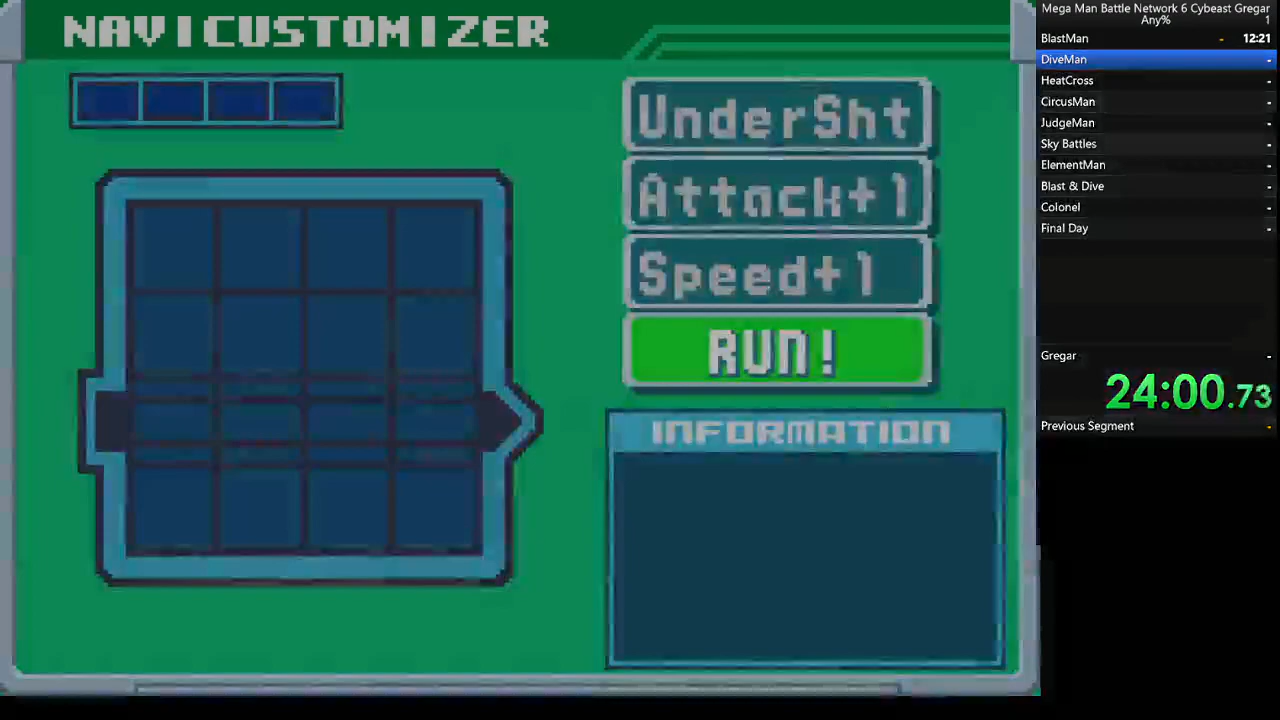 NAVICUSTOMIZER
UnderSht
Attack+1
Speed+1
RUN!
INFORMATION
Mega Man Battle Network 6 Cybeast Gregar
Any%
1
BlastMan - 12:21
DiveMan -
HeatCross -
CircusMan -
JudgeMan -
Sky Battles -
ElementMan -
Blast & Dive -
Colonel -
Final Day -
Gregar -
24:00.73
Previous Segment -